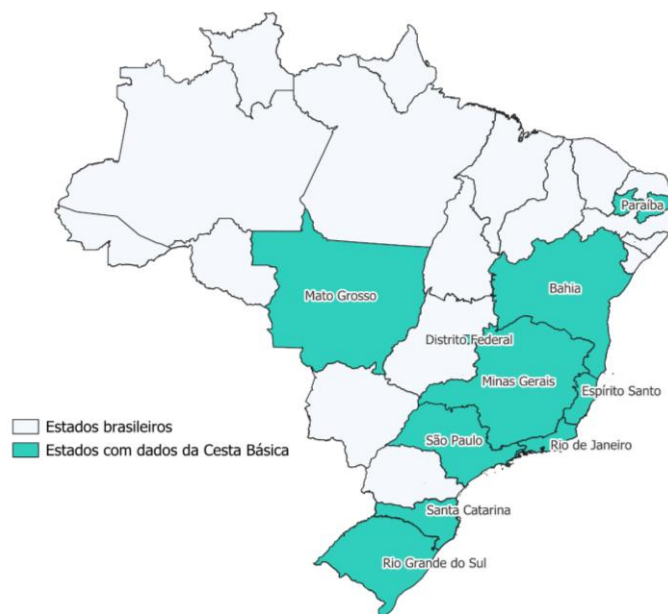 Paraíba
Bahia
Mato Grosso
Distrito Federal
Minas Gerais
Espírito Santo
Estados brasileiros
Estados com dados da Cesta Básica
São Paulo
Rio de Janeiro
Santa Catarina
Rio Grande do Sul